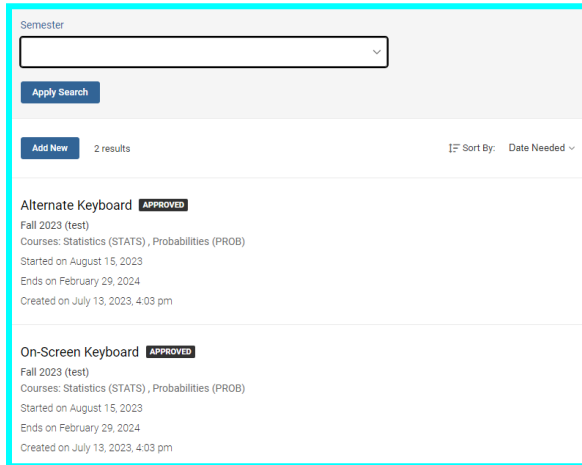 Semester
Apply Search
Add New 2 results Sort By: Date Needed
Alternate Keyboard APPROVED
Fall 2023 (test)
Courses: Statistics (STATS) , Probabilities (PROB)
Started on August 15, 2023
Ends on February 29, 2024
Created on July 13, 2023, 4:03 pm
On-Screen Keyboard APPROVED
Fall 2023 (test)
Courses: Statistics (STATS) , Probabilities (PROB)
Started on August 15, 2023
Ends on February 29, 2024
Created on July 13, 2023, 4:03 pm